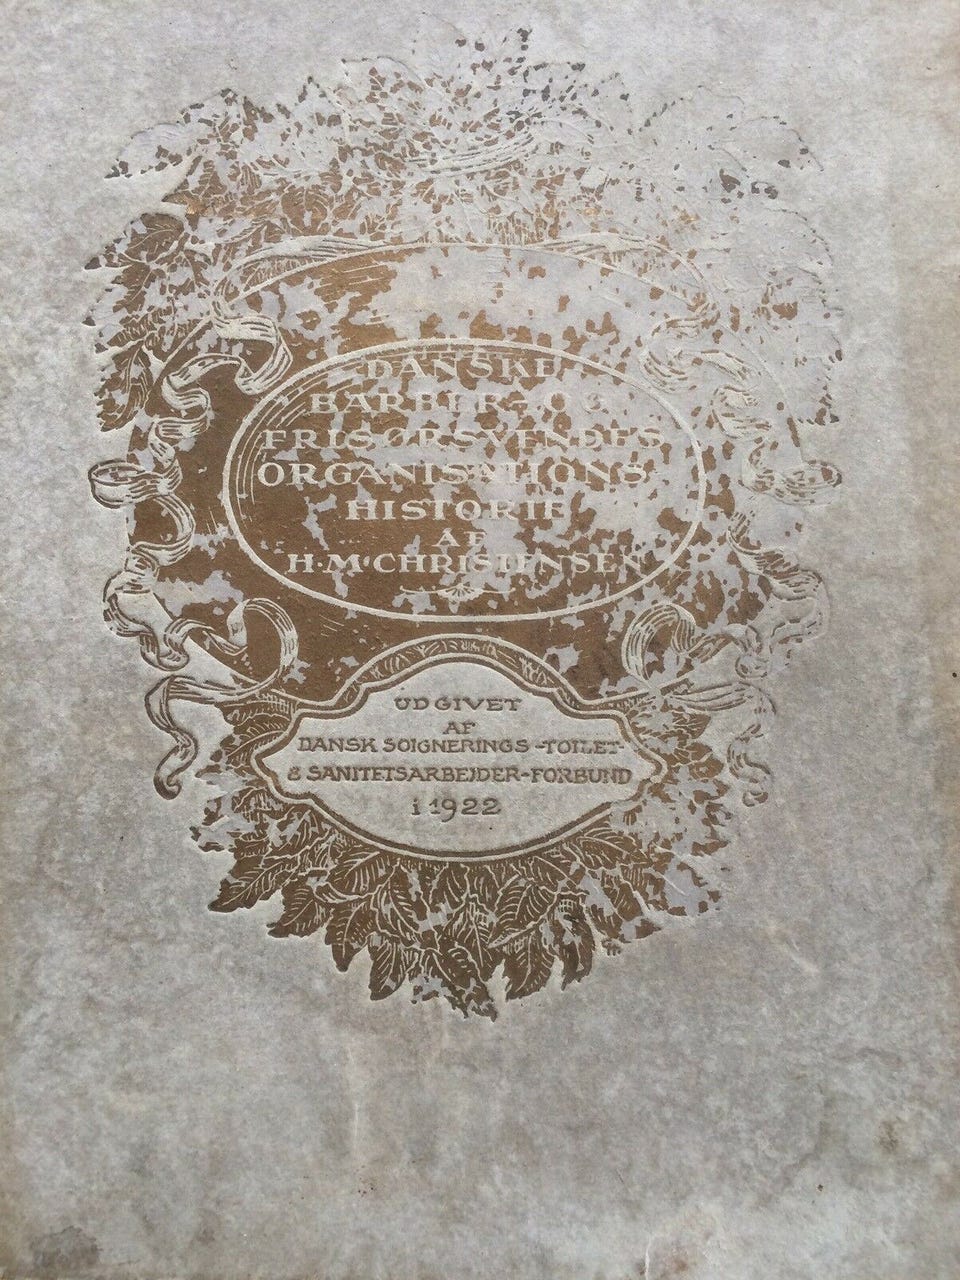 DANSKE
BARBER- OG
FRISØRSVENDES
ORGANISATIONS
HISTORIE
AF
H·M·CHRISTENSEN
UDGIVET
AF
DANSK SOIGNERINGS-TOILET-
& SANITETSARBEJDER-FORBUND
i 1922